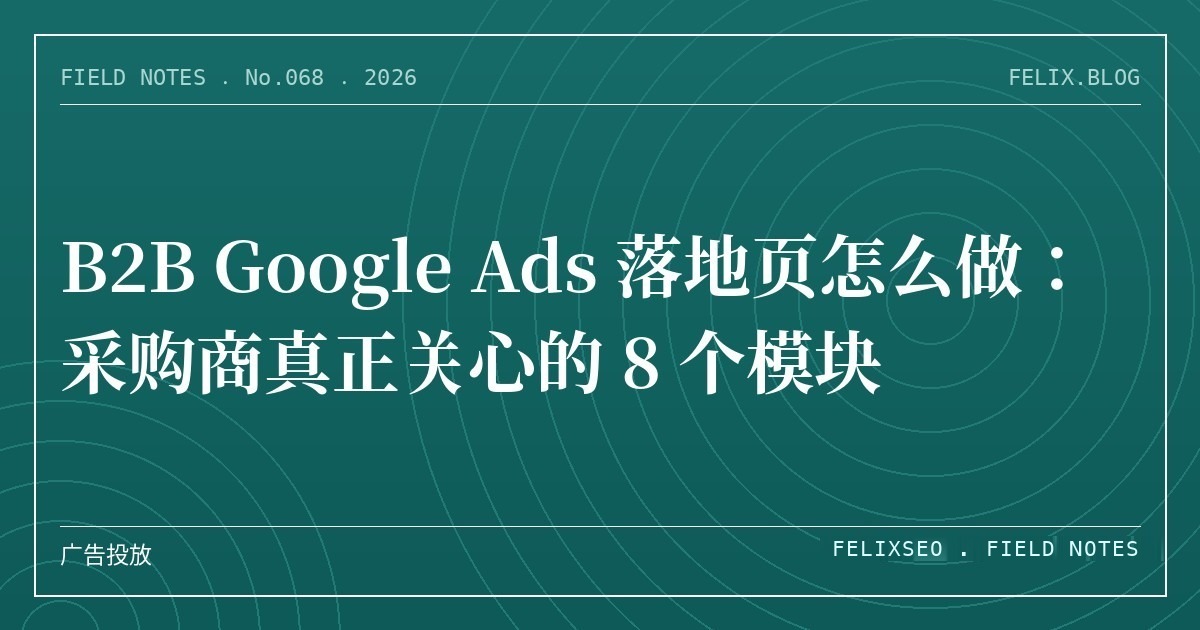 FIELD NOTES . No.068 . 2026
FELIX.BLOG
B2B Google Ads 落地页怎么做：
采购商真正关心的 8 个模块
广告投放
FELIXSEO . FIELD NOTES